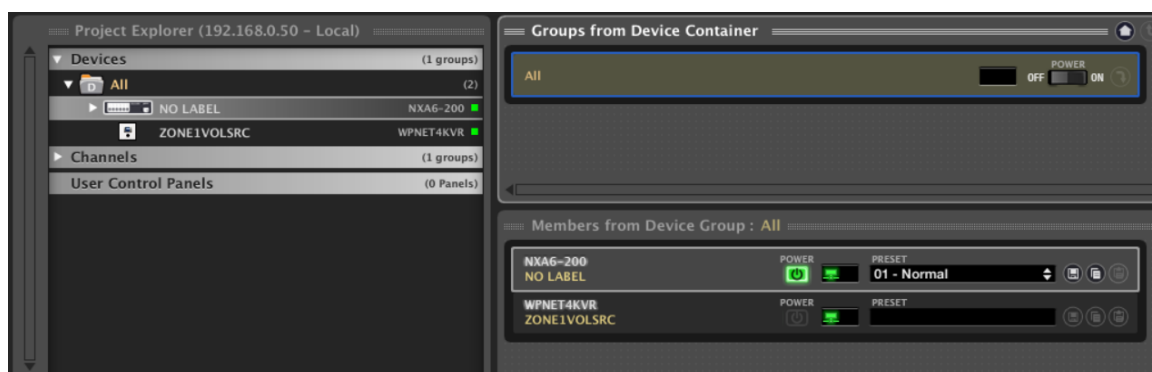 Project Explorer (192.168.0.50 - Local)
Devices (1 groups)
D All (2)
NO LABEL NXA6-200
ZONE1VOLSRC WPNET4KVR
Channels (1 groups)
User Control Panels (0 Panels)
Groups from Device Container
All
POWER
OFF ON
Members from Device Group : All
NXA6-200 POWER PRESET
NO LABEL 01 - Normal
WPNET4KVR POWER PRESET
ZONE1VOLSRC